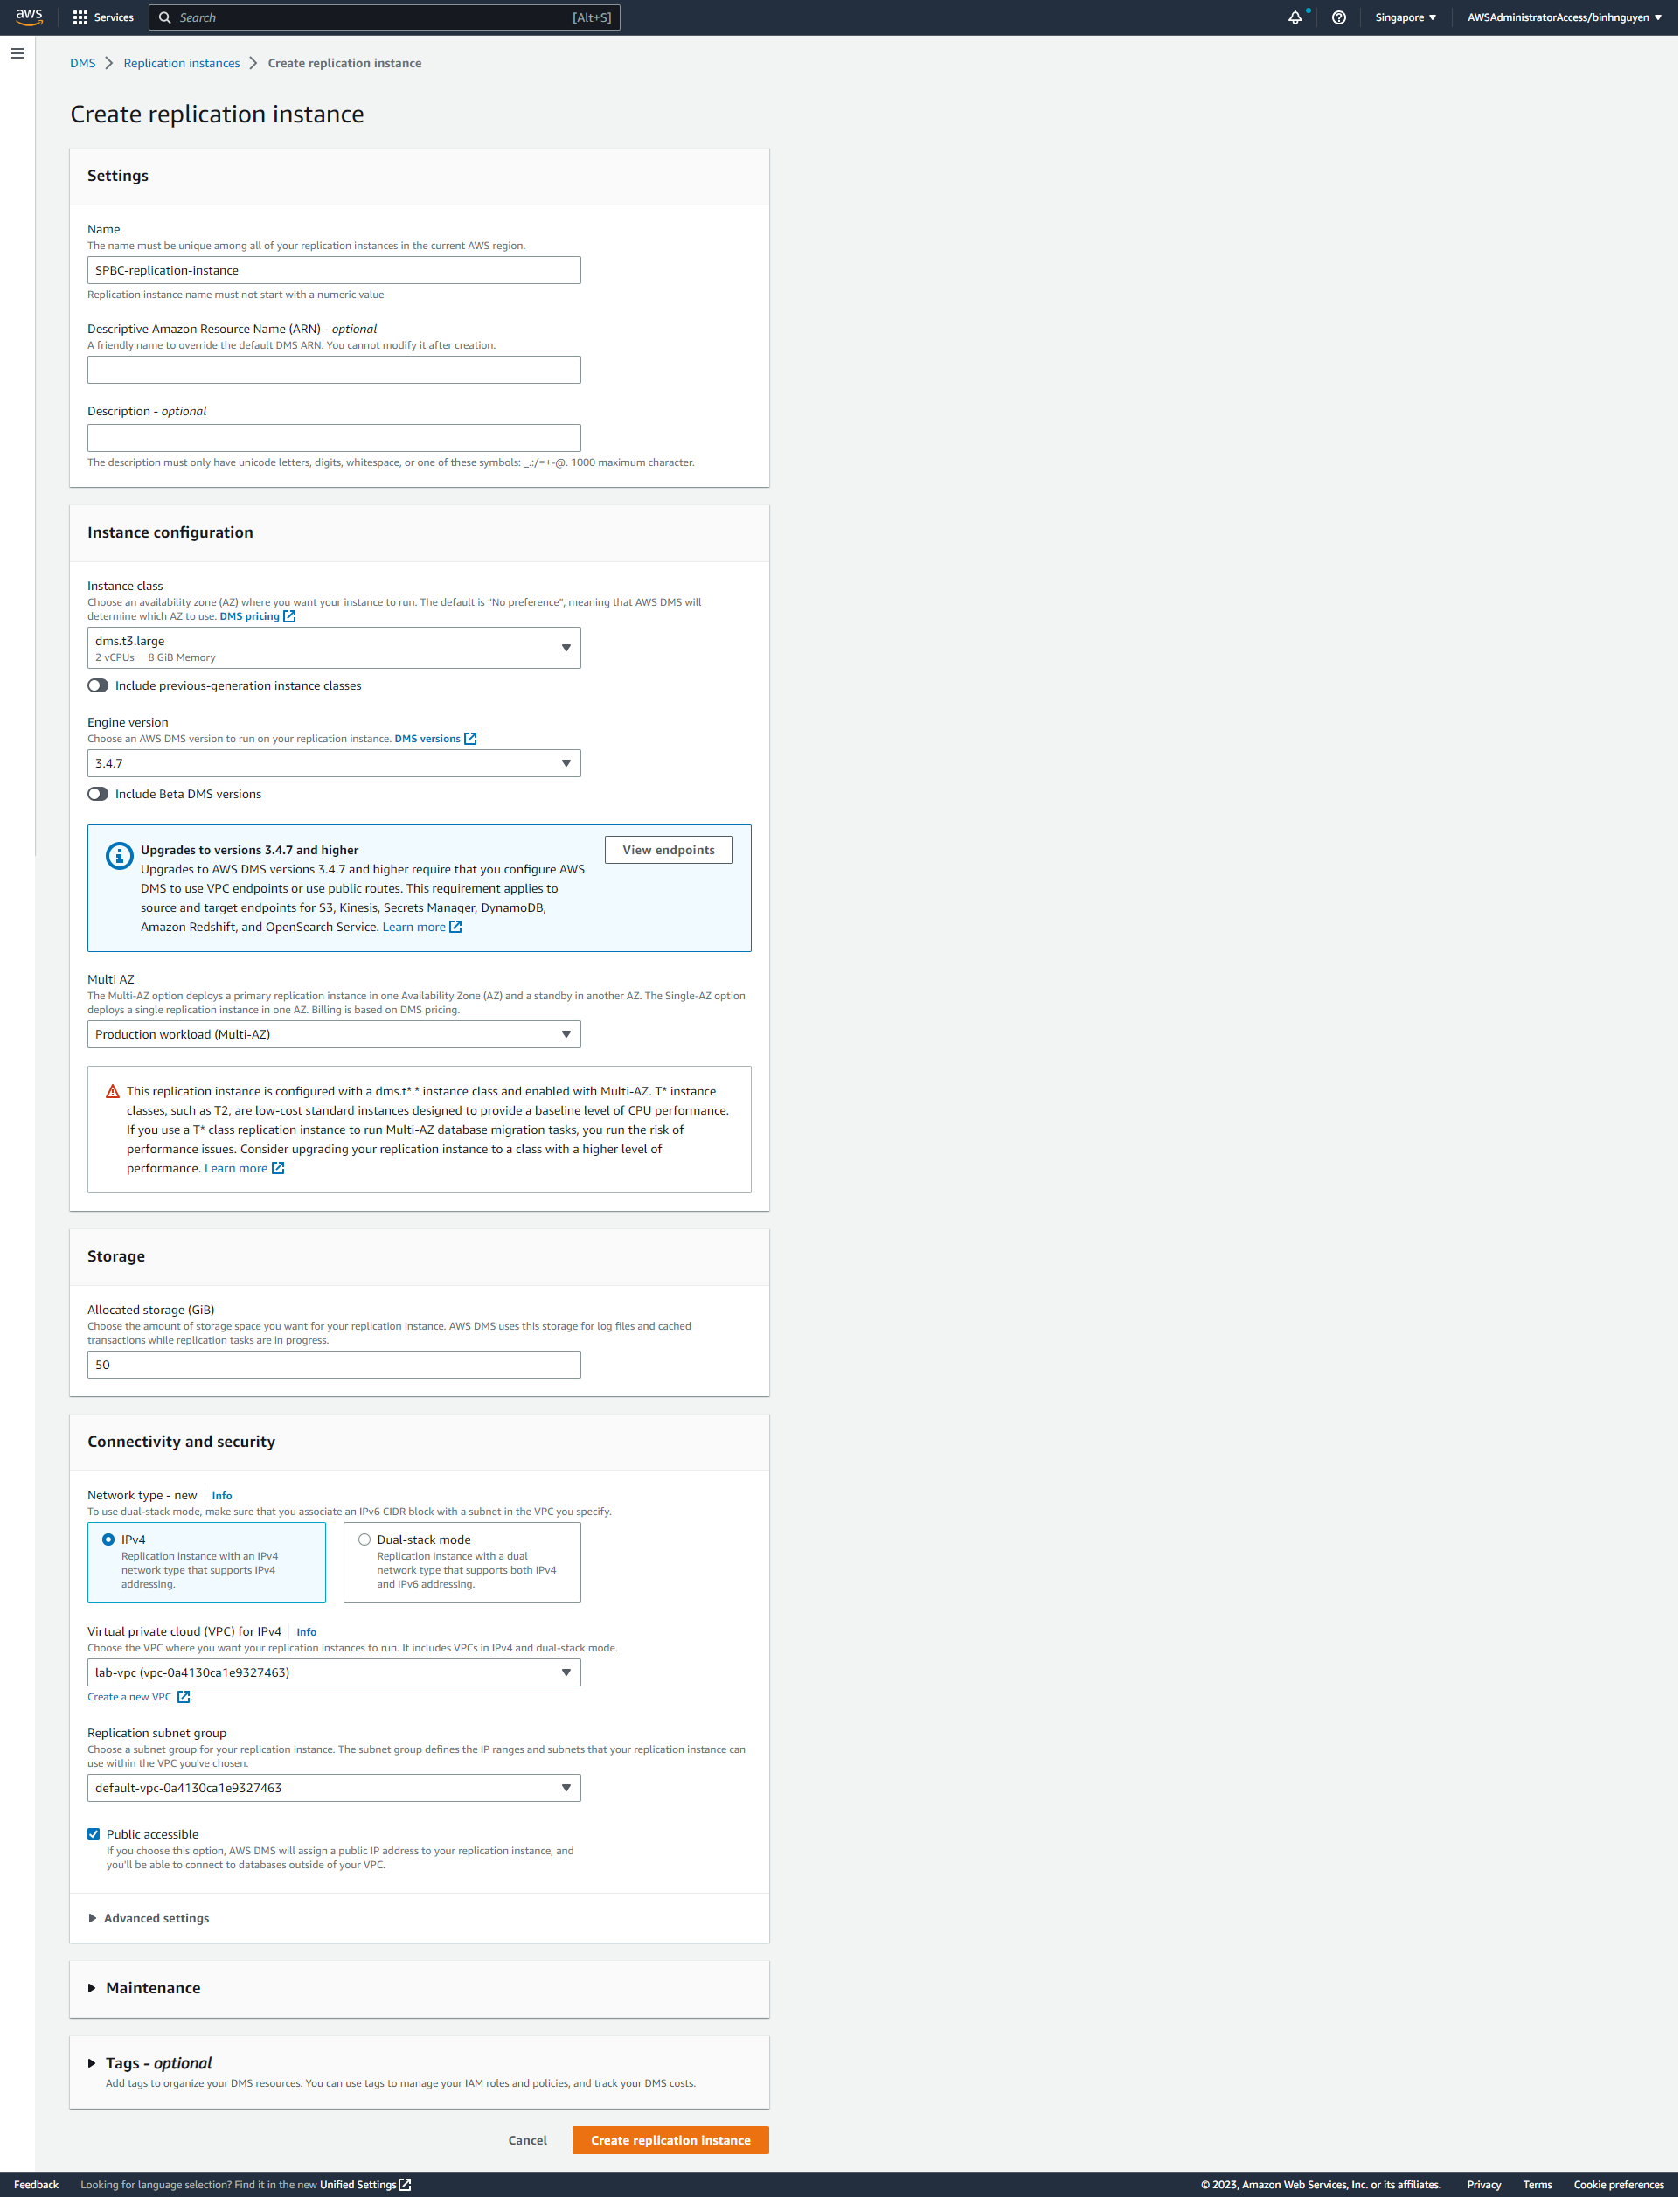 aws
Services
Search
[Alt+S]
Singapore
AWSAdministratorAccess/binhnguyen
DMS
Replication instances
Create replication instance
Create replication instance
Settings
Name
The name must be unique among all of your replication instances in the current AWS region.
SPBC-replication-instance
Replication instance name must not start with a numeric value
Descriptive Amazon Resource Name (ARN) - optional
A friendly name to override the default DMS ARN. You cannot modify it after creation.
Description - optional
The description must only have unicode letters, digits, whitespace, or one of these symbols: _.:/=+-@. 1000 maximum character.
Instance configuration
Instance class
Choose an availability zone (AZ) where you want your instance to run. The default is “No preference”, meaning that AWS DMS will
determine which AZ to use. DMS pricing
dms.t3.large
2 vCPUs 8 GiB Memory
Include previous-generation instance classes
Engine version
Choose an AWS DMS version to run on your replication instance. DMS versions
3.4.7
Include Beta DMS versions
Upgrades to versions 3.4.7 and higher
View endpoints
Upgrades to AWS DMS versions 3.4.7 and higher require that you configure AWS
DMS to use VPC endpoints or use public routes. This requirement applies to
source and target endpoints for S3, Kinesis, Secrets Manager, DynamoDB,
Amazon Redshift, and OpenSearch Service. Learn more
Multi AZ
The Multi-AZ option deploys a primary replication instance in one Availability Zone (AZ) and a standby in another AZ. The Single-AZ option
deploys a single replication instance in one AZ. Billing is based on DMS pricing.
Production workload (Multi-AZ)
This replication instance is configured with a dms.t*.* instance class and enabled with Multi-AZ. T* instance
classes, such as T2, are low-cost standard instances designed to provide a baseline level of CPU performance.
If you use a T* class replication instance to run Multi-AZ database migration tasks, you run the risk of
performance issues. Consider upgrading your replication instance to a class with a higher level of
performance. Learn more
Storage
Allocated storage (GiB)
Choose the amount of storage space you want for your replication instance. AWS DMS uses this storage for log files and cached
transactions while replication tasks are in progress.
50
Connectivity and security
Network type - new Info
To use dual-stack mode, make sure that you associate an IPv6 CIDR block with a subnet in the VPC you specify.
IPv4
Replication instance with an IPv4
network type that supports IPv4
addressing.
Dual-stack mode
Replication instance with a dual
network type that supports both IPv4
and IPv6 addressing.
Virtual private cloud (VPC) for IPv4 Info
Choose the VPC where you want your replication instances to run. It includes VPCs in IPv4 and dual-stack mode.
lab-vpc (vpc-0a4130ca1e9327463)
Create a new VPC .
Replication subnet group
Choose a subnet group for your replication instance. The subnet group defines the IP ranges and subnets that your replication instance can
use within the VPC you've chosen.
default-vpc-0a4130ca1e9327463
Public accessible
If you choose this option, AWS DMS will assign a public IP address to your replication instance, and
you'll be able to connect to databases outside of your VPC.
Advanced settings
Maintenance
Tags - optional
Add tags to organize your DMS resources. You can use tags to manage your IAM roles and policies, and track your DMS costs.
Cancel
Create replication instance
Feedback
Looking for language selection? Find it in the new Unified Settings
© 2023, Amazon Web Services, Inc. or its affiliates.
Privacy
Terms
Cookie preferences